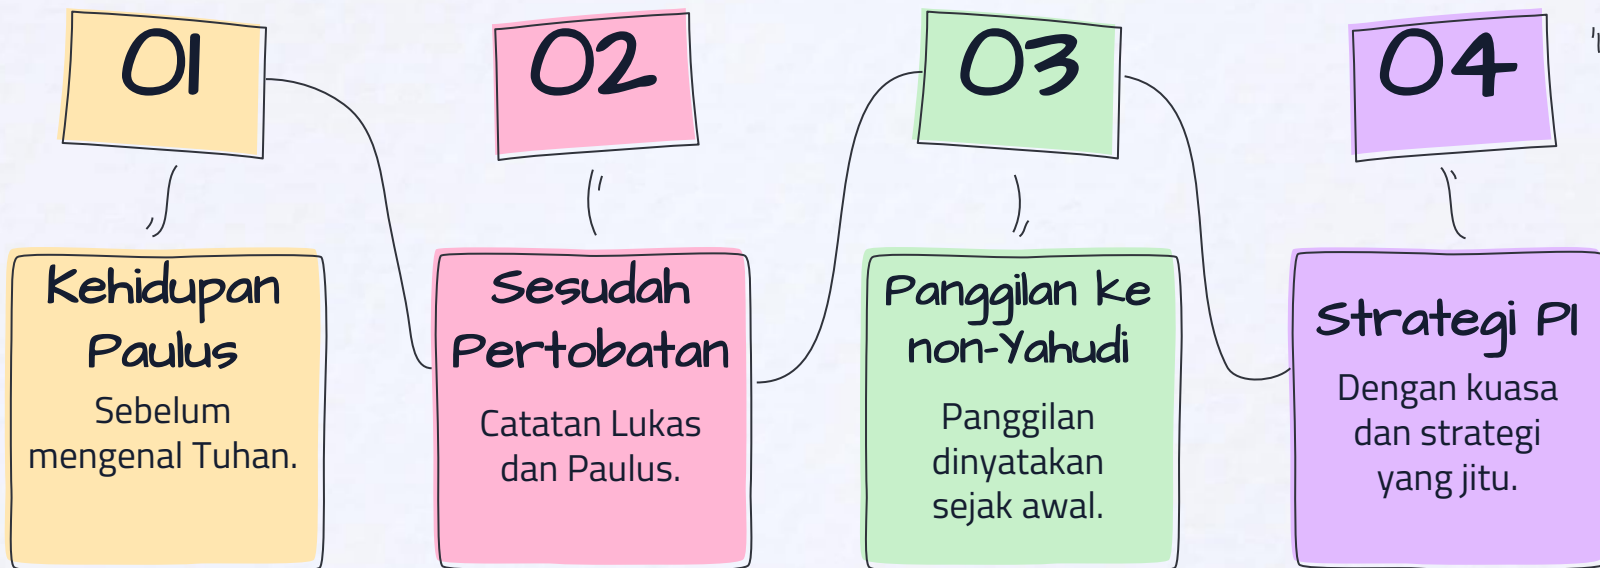 01
Kehidupan
Paulus
Sebelum
mengenal Tuhan.
02
Sesudah
Pertobatan
Catatan Lukas
dan Paulus.
03
Panggilan ke
non-Yahudi
Panggilan
dinyatakan
sejak awal.
04
Strategi PI
Dengan kuasa
dan strategi
yang jitu.